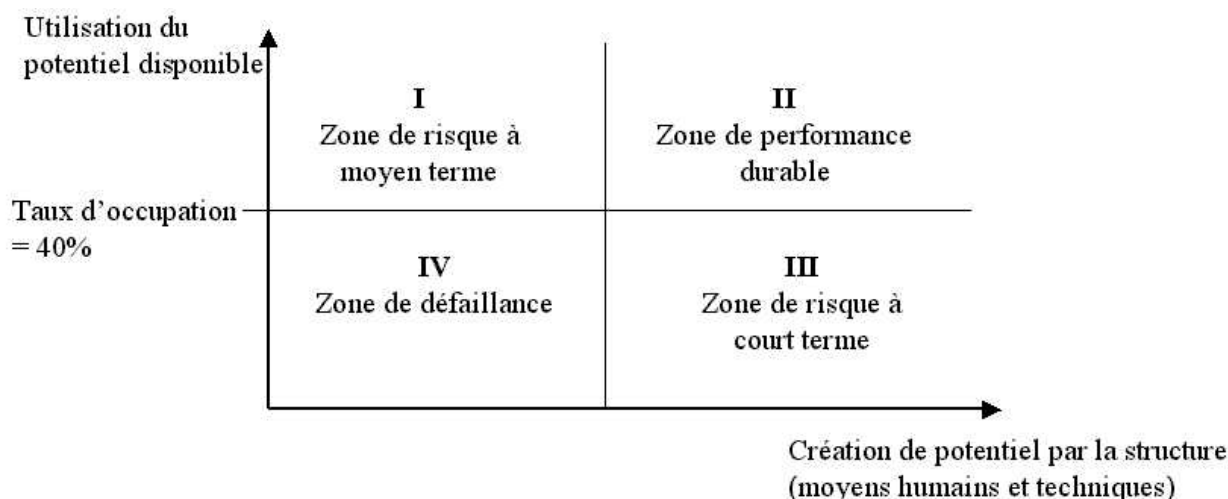 Utilisation du
potentiel disponible
I
Zone de risque à
moyen terme
II
Zone de performance
durable
Taux d’occupation
= 40%
IV
Zone de défaillance
III
Zone de risque à
court terme
Création de potentiel par la structure
(moyens humains et techniques)